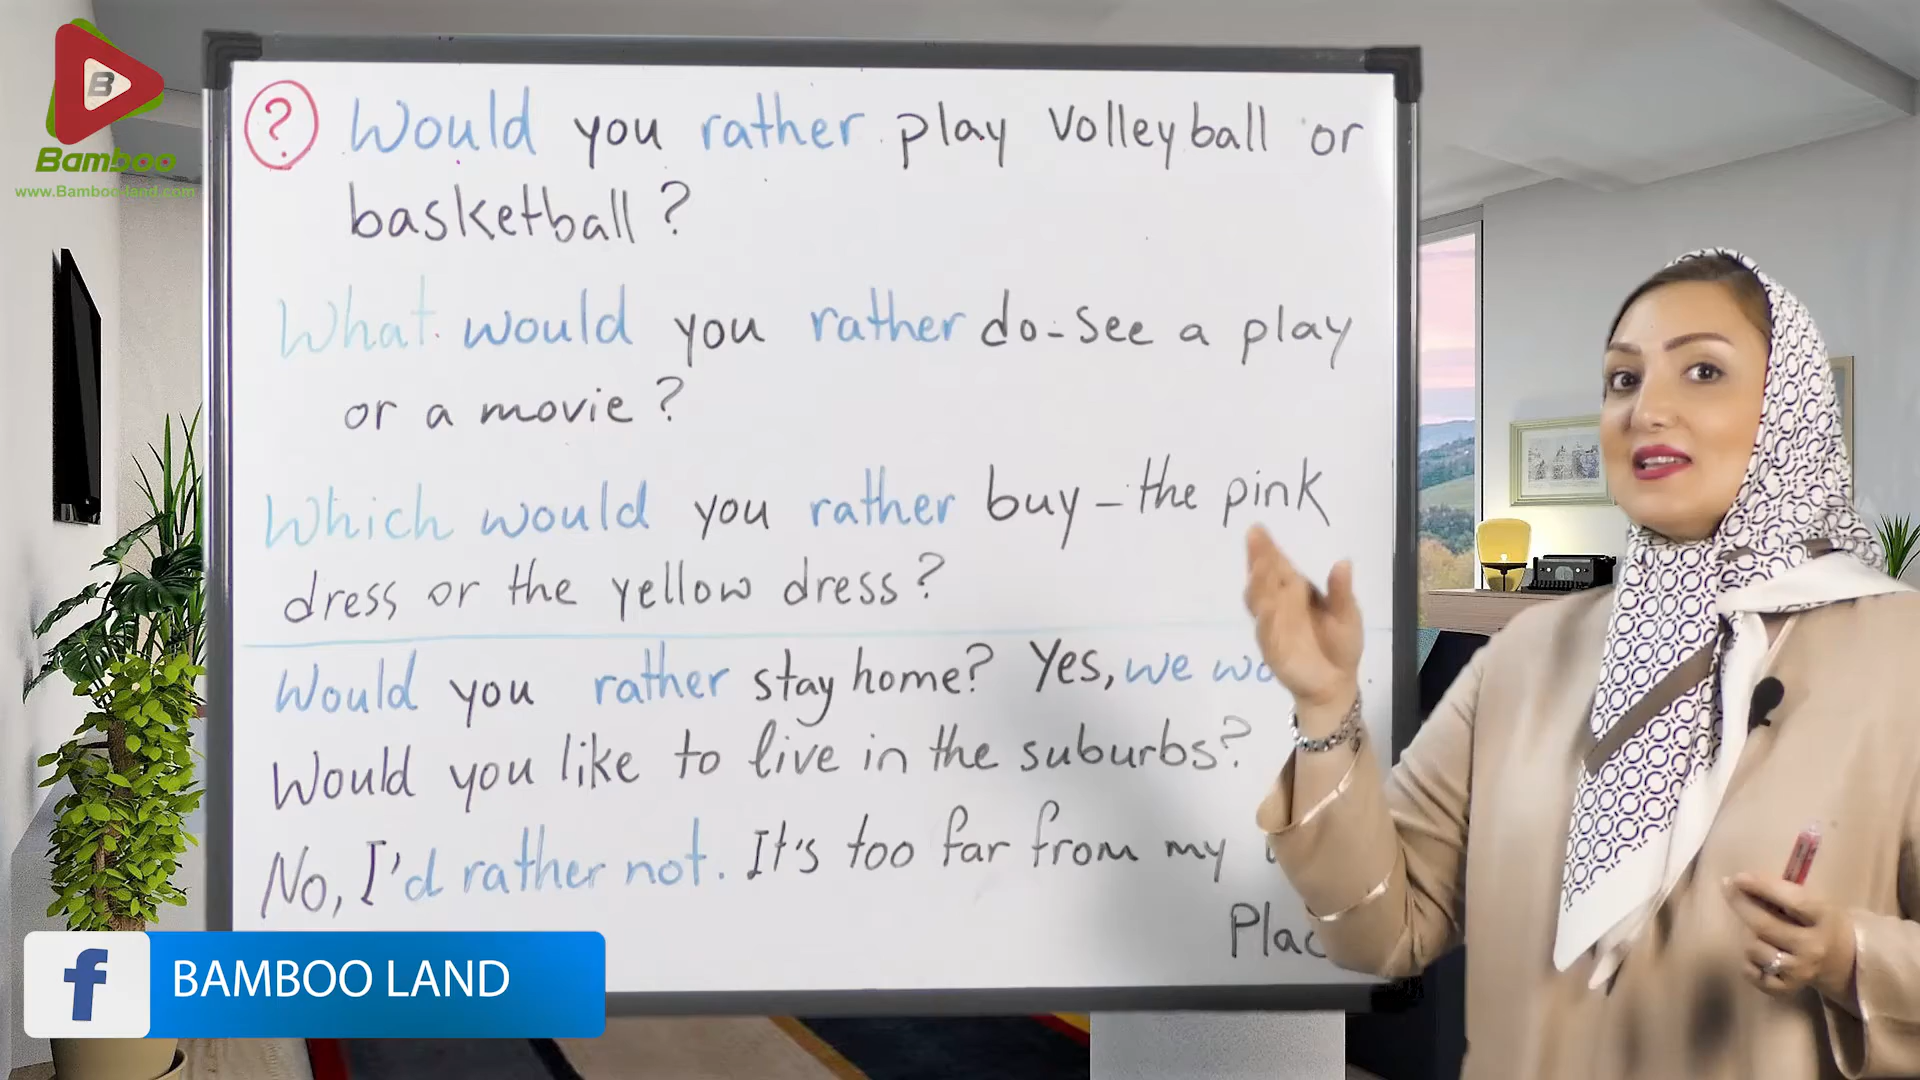 B
Bamboo
www.Bamboo-land.com
? Would you rather play volleyball or
basketball?
What would you rather do - see a play
or a movie?
Which would you rather buy - the pink
dress or the yellow dress?
Would you rather stay home? Yes, we
Would you like to live in the suburbs?
No, I'd rather not. It's too far from my
f BAMBOO LAND